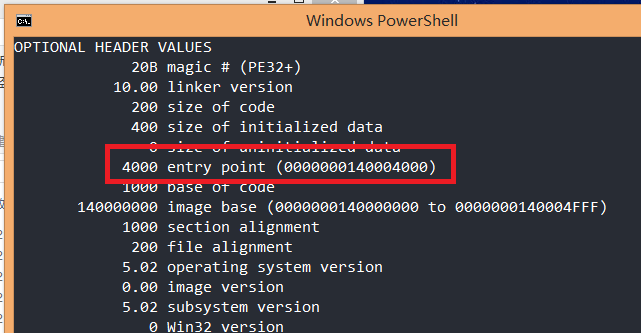 Windows PowerShell
OPTIONAL HEADER VALUES
20B magic # (PE32+)
10.00 linker version
200 size of code
400 size of initialized data
0 size of uninitialized data
4000 entry point (0000000140004000)
1000 base of code
140000000 image base (0000000140000000 to 0000000140004FFF)
1000 section alignment
200 file alignment
5.02 operating system version
0.00 image version
5.02 subsystem version
0 Win32 version